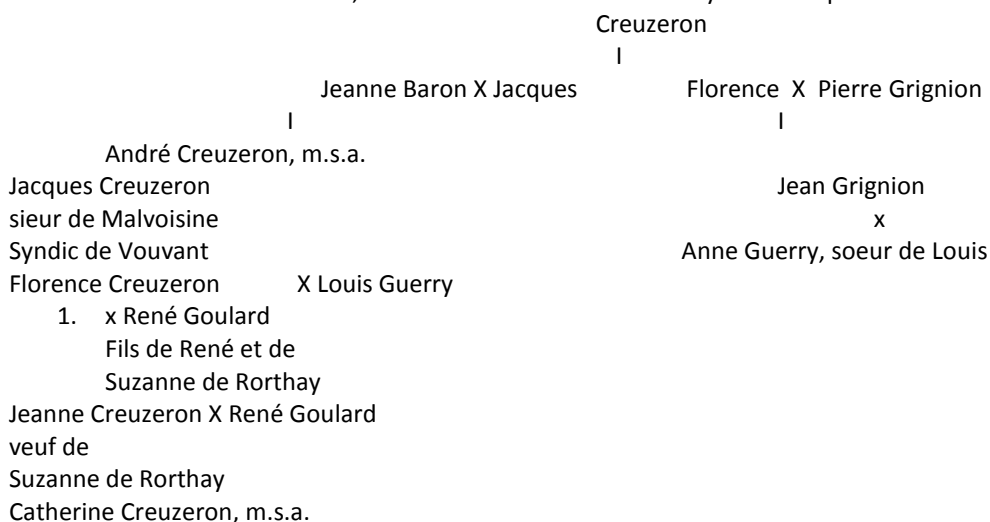 Creuzeron
I
Jeanne Baron X Jacques Florence X Pierre Grignion
I I
André Creuzeron, m.s.a.
Jacques Creuzeron Jean Grignion
sieur de Malvoisine x
Syndic de Vouvant Anne Guerry, soeur de Louis
Florence Creuzeron X Louis Guerry
1. x René Goulard
Fils de René et de
Suzanne de Rorthay
Jeanne Creuzeron X René Goulard
veuf de
Suzanne de Rorthay
Catherine Creuzeron, m.s.a.